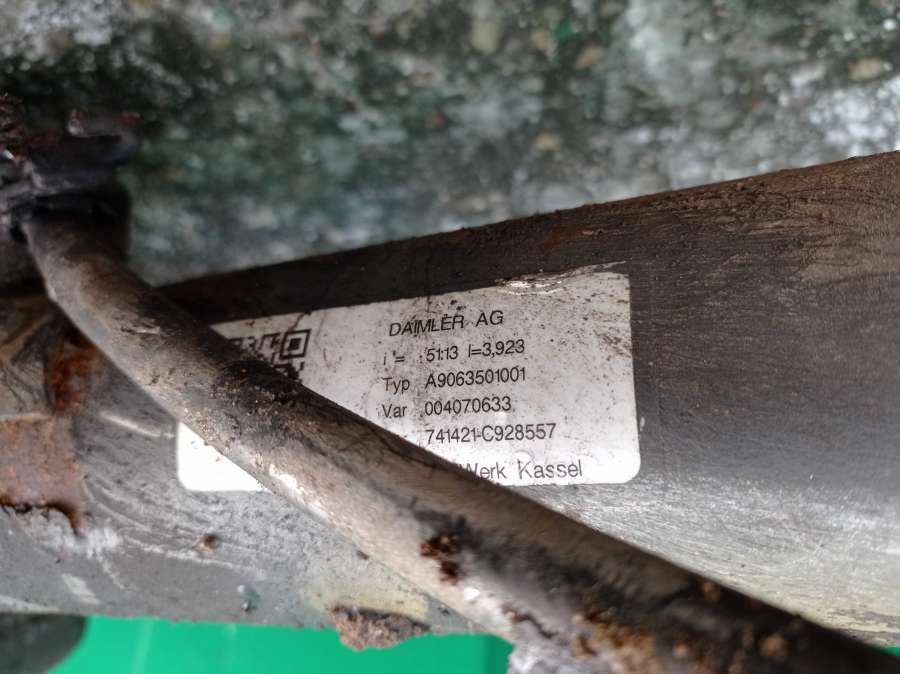 DAIMLER AG
i = 51:13 I=3,923
Typ A9063501001
Var 004070633
741421-C928557
Werk Kassel